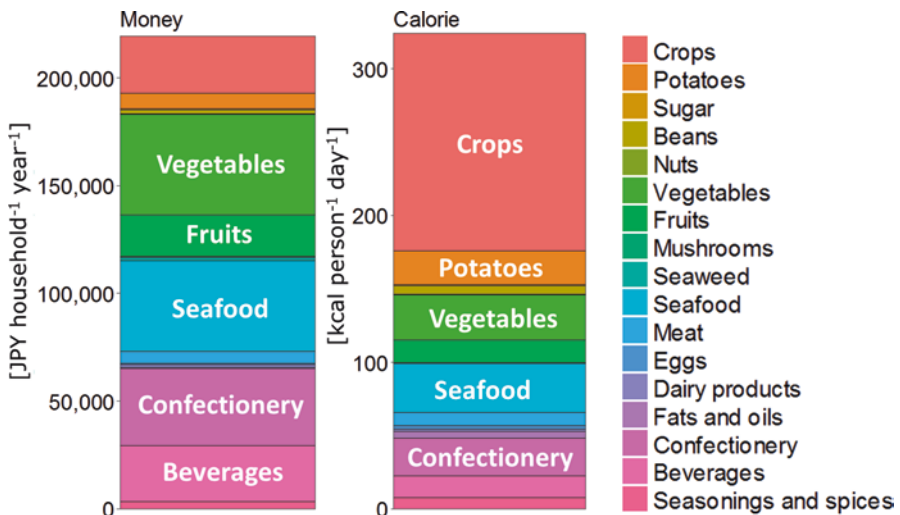 Money
Calorie
[JPY household⁻¹ year⁻¹]
200,000
150,000
100,000
50,000
0
Vegetables
Fruits
Seafood
Confectionery
Beverages
[kcal person⁻¹ day⁻¹]
300
200
100
0
Crops
Potatoes
Vegetables
Seafood
Confectionery
Crops
Potatoes
Sugar
Beans
Nuts
Vegetables
Fruits
Mushrooms
Seaweed
Seafood
Meat
Eggs
Dairy products
Fats and oils
Confectionery
Beverages
Seasonings and spices